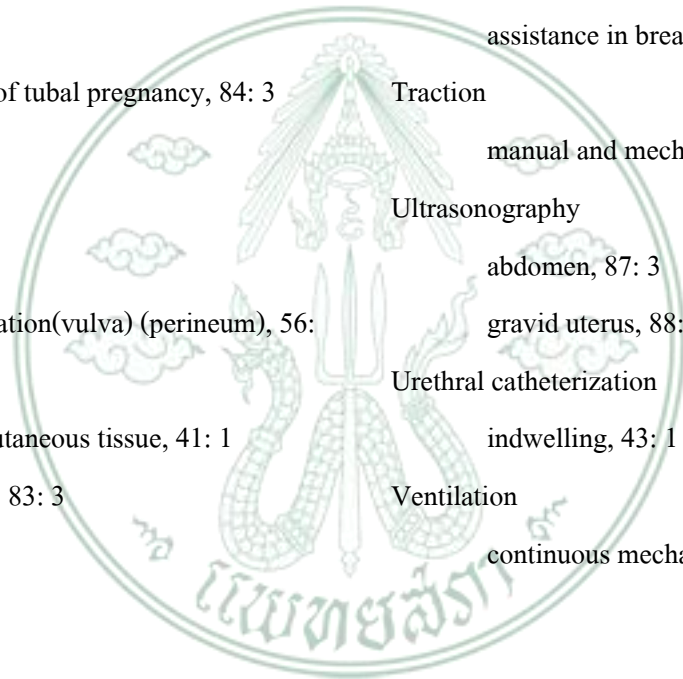 of tubal pregnancy, 84: 3
ation(vulva) (perineum), 56:
utaneous tissue, 41: 1
83: 3
assistance in brea
Traction
manual and mech
Ultrasonography
abdomen, 87: 3
gravid uterus, 88:
Urethral catheterization
indwelling, 43: 1
Ventilation
continuous mecha
แพทยสภา